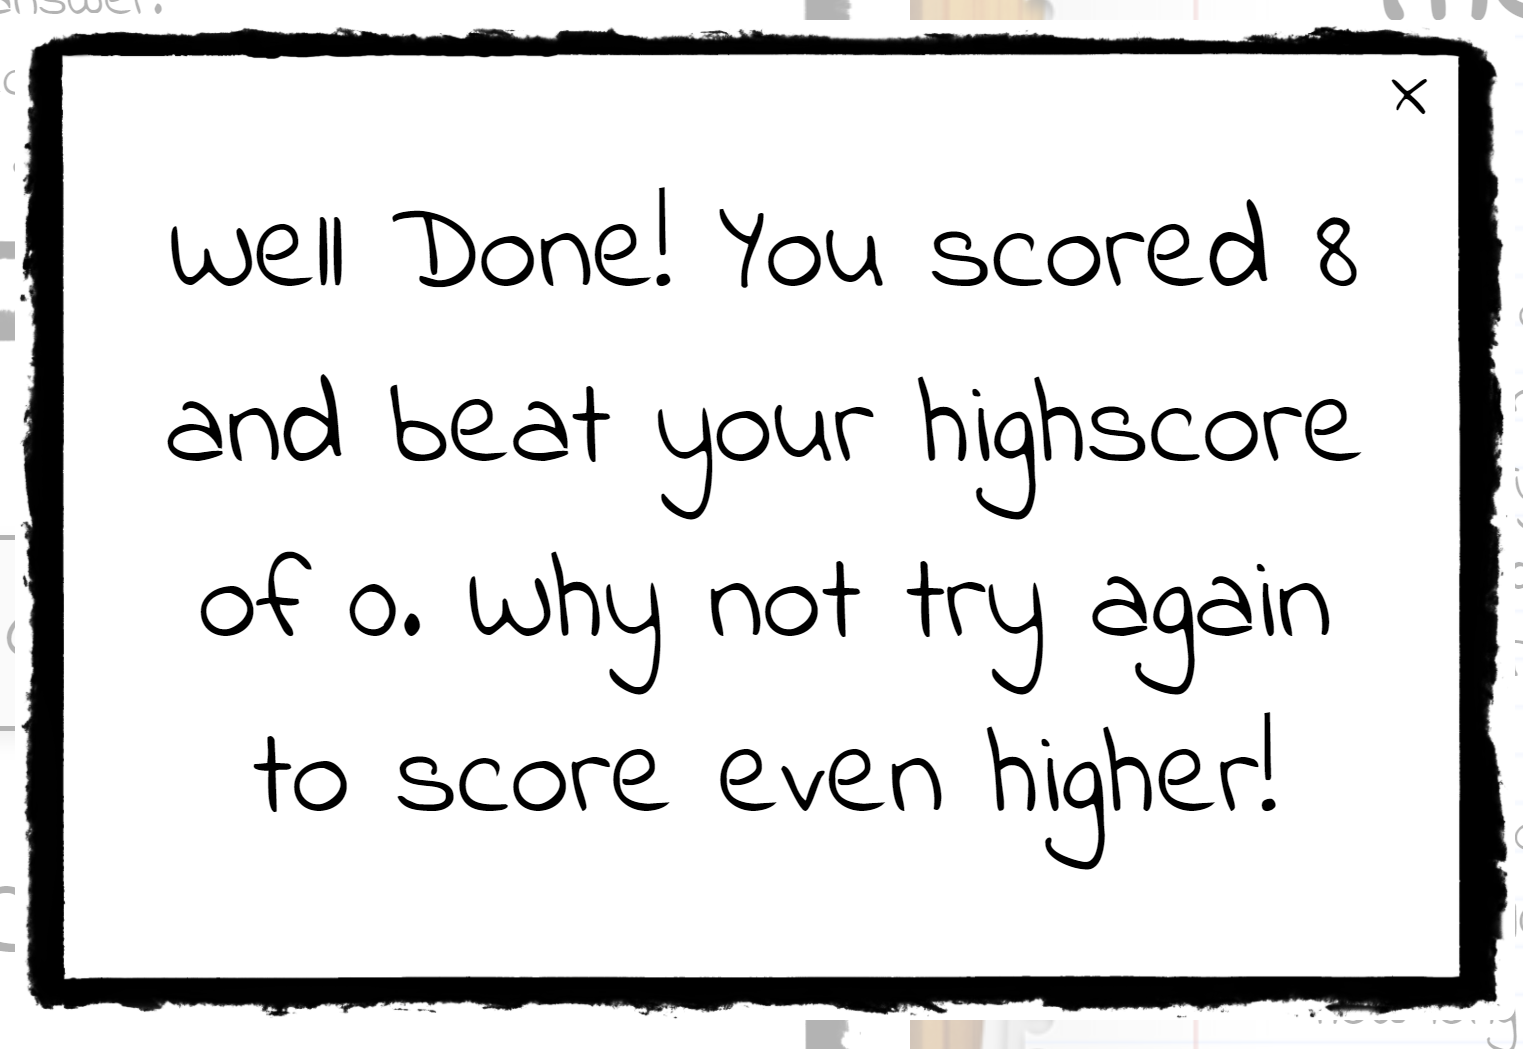 answer.
X
Well Done! You scored 8
and beat your highscore
of 0. Why not try again
to score even higher!